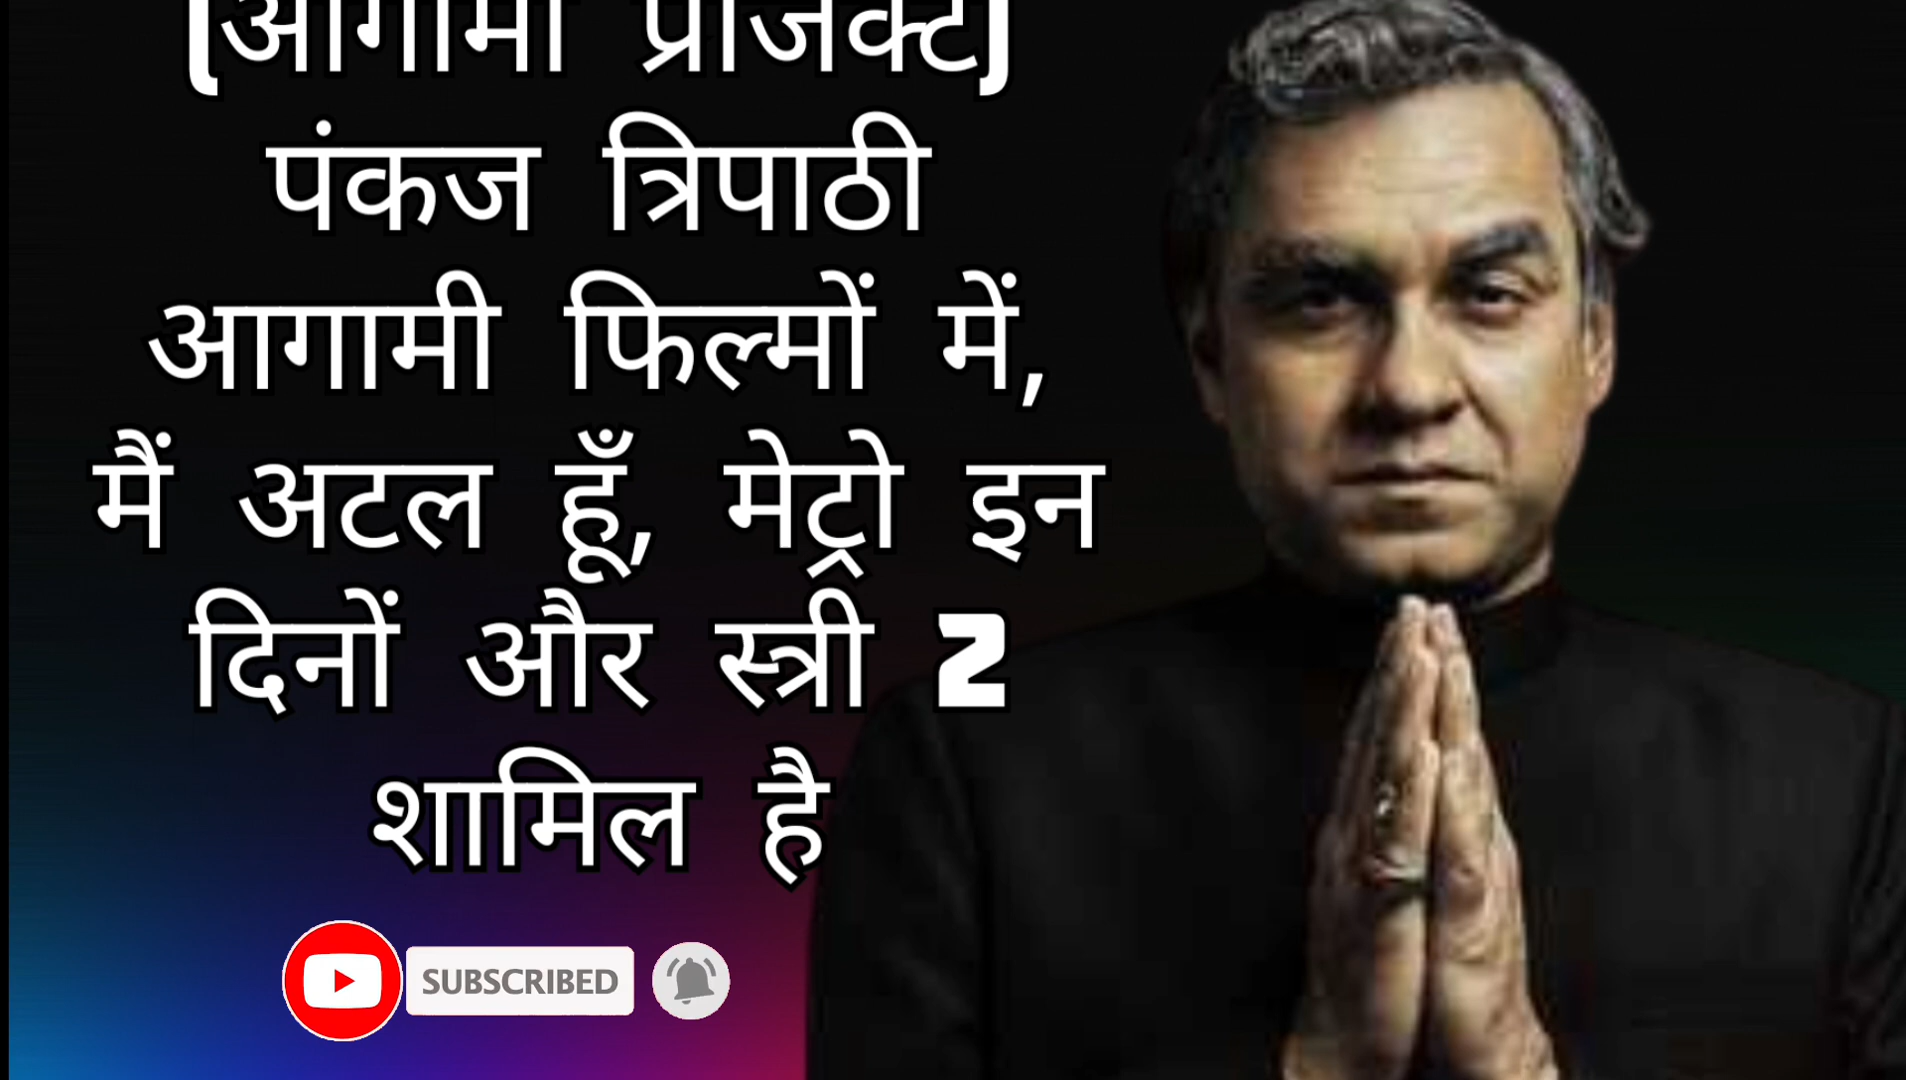 (आगामी प्रोजेक्ट)
पंकज त्रिपाठी
आगामी फिल्मों में,
मैं अटल हूँ, मेट्रो इन
दिनों और स्त्री 2
शामिल है
SUBSCRIBED